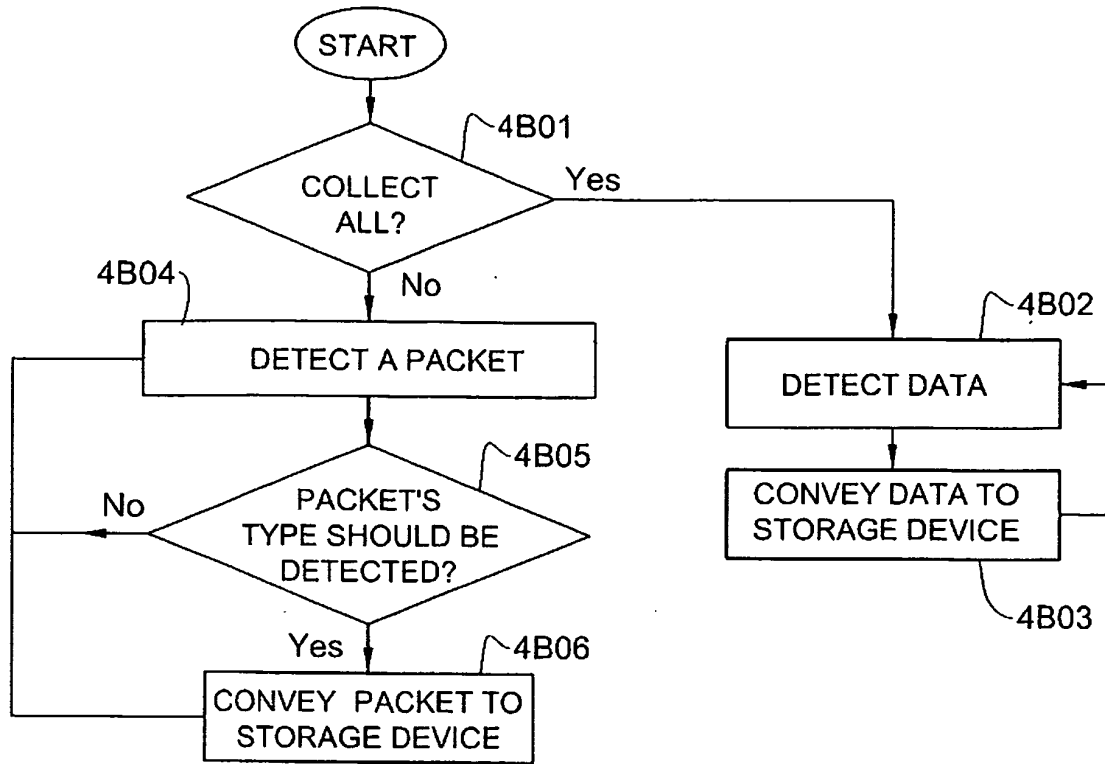 START
4B01
COLLECT
ALL?
Yes
No
4B04
DETECT A PACKET
4B02
DETECT DATA
4B05
PACKET'S
TYPE SHOULD BE
DETECTED?
No
CONVEY DATA TO
STORAGE DEVICE
4B03
Yes
4B06
CONVEY PACKET TO
STORAGE DEVICE